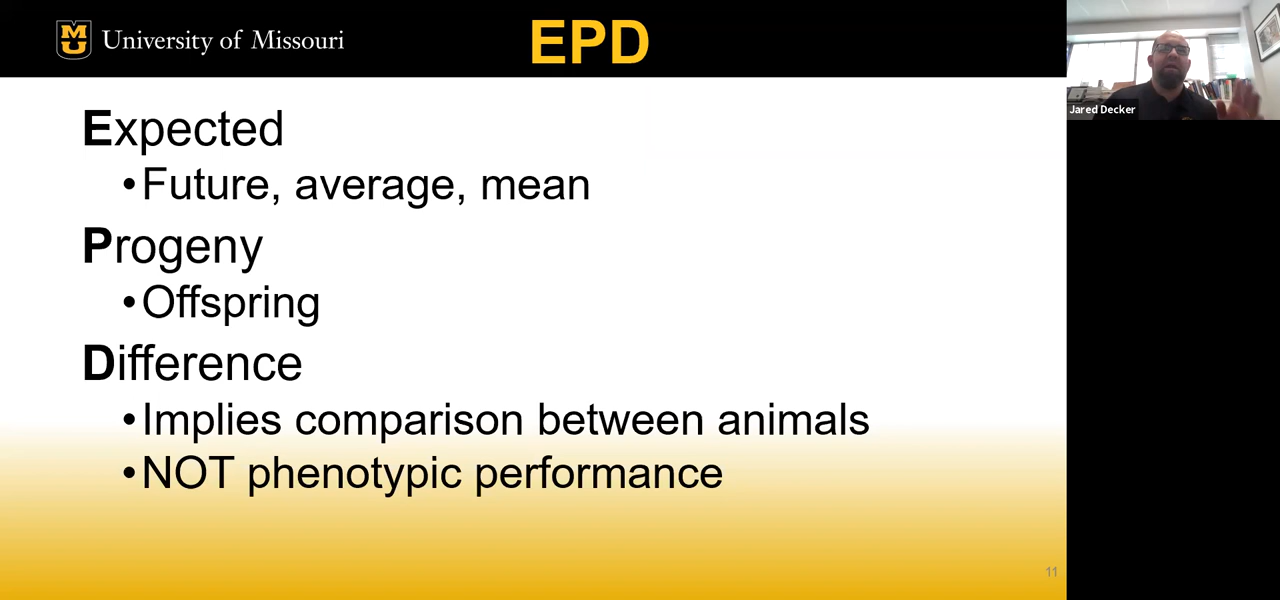 MU
University of Missouri
EPD
Jared Decker
Expected
•Future, average, mean
Progeny
•Offspring
Difference
•Implies comparison between animals
•NOT phenotypic performance
11